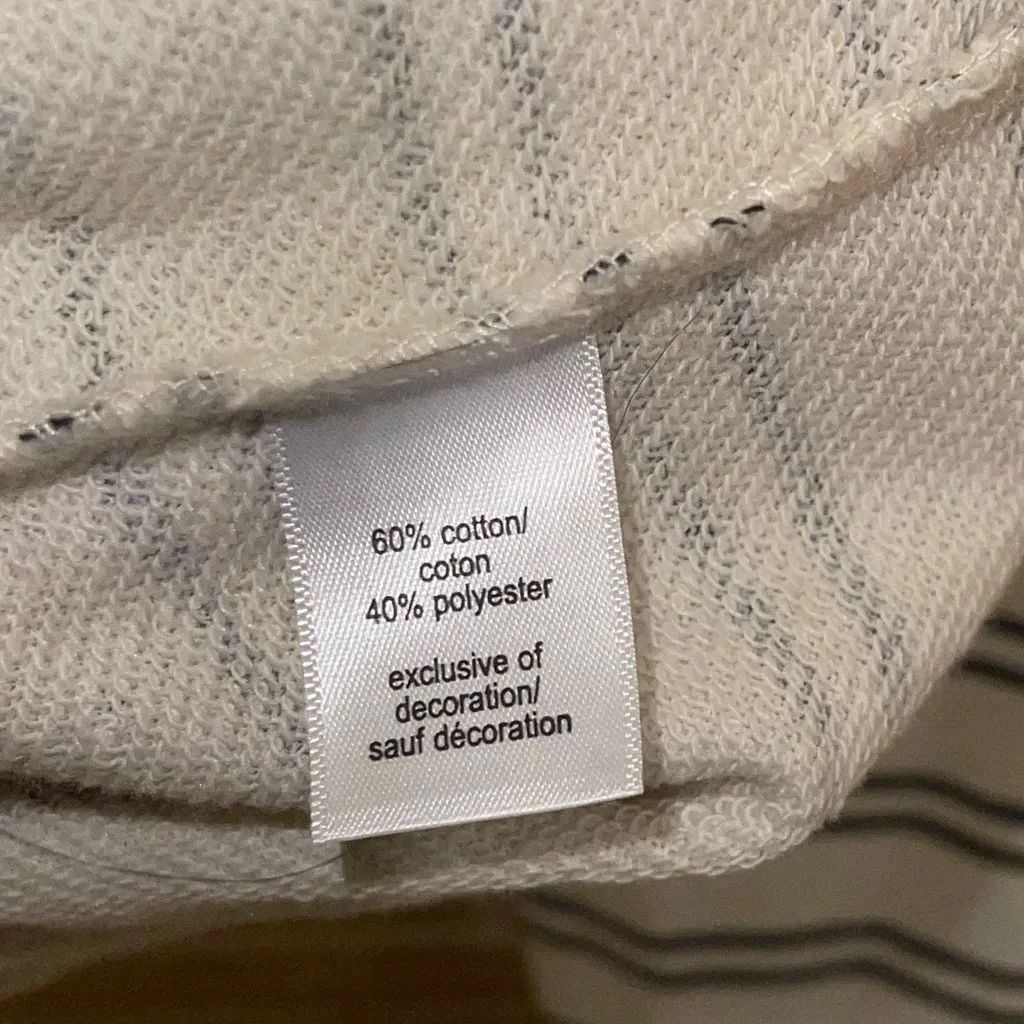 60% cotton/
coton
40% polyester
exclusive of
decoration/
sauf décoration